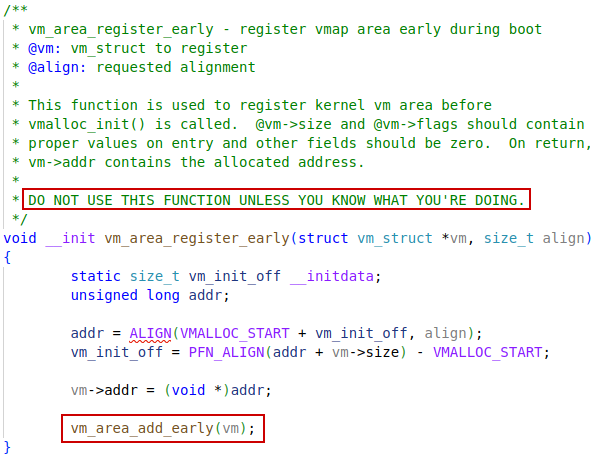 /**
 * vm_area_register_early - register vmap area early during boot
 * @vm: vm_struct to register
 * @align: requested alignment
 *
 * This function is used to register kernel vm area before
 * vmalloc_init() is called.  @vm->size and @vm->flags should contain
 * proper values on entry and other fields should be zero.  On return,
 * vm->addr contains the allocated address.
 *
 * DO NOT USE THIS FUNCTION UNLESS YOU KNOW WHAT YOU'RE DOING.
 */
void __init vm_area_register_early(struct vm_struct *vm, size_t align)
{
        static size_t vm_init_off __initdata;
        unsigned long addr;

        addr = ALIGN(VMALLOC_START + vm_init_off, align);
        vm_init_off = PFN_ALIGN(addr + vm->size) - VMALLOC_START;

        vm->addr = (void *)addr;

        vm_area_add_early(vm);
}